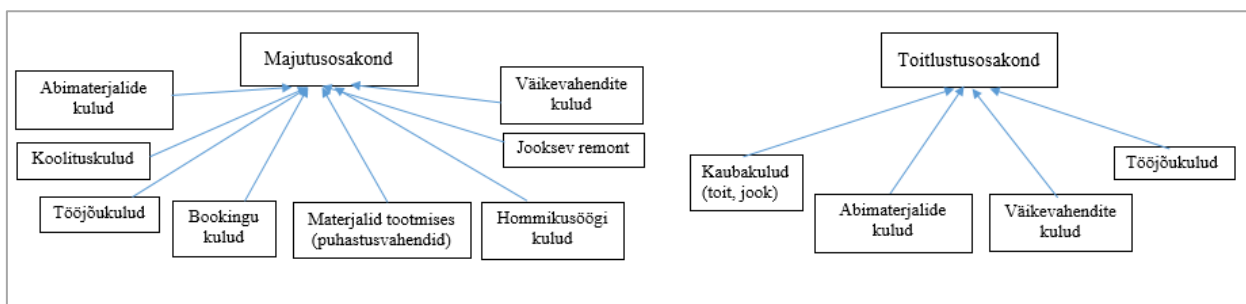 Majutusosakond
Abimaterjalide
kulud
Väikevahendite
kulud
Koolituskulud
Jooksev remont
Tööjõukulud
Bookingu
kulud
Materjalid tootmises
(puhastusvahendid)
Hommikusöögi
kulud
Toitlustusosakond
Kaubakulud
(toit, jook)
Abimaterjalide
kulud
Väikevahendite
kulud
Tööjõukulud